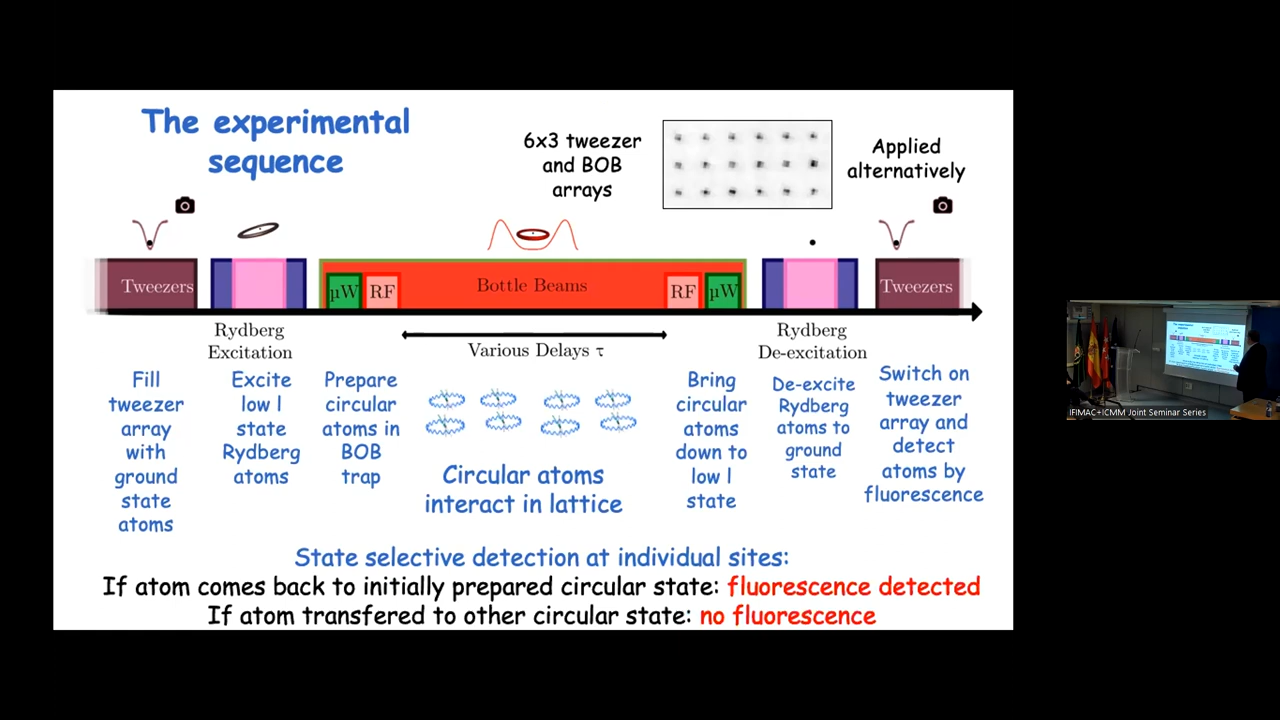 The experimental
sequence
6x3 tweezer
and BOB
arrays
Applied
alternatively
Tweezers
µW
RF
Bottle Beams
RF
µW
Tweezers
Rydberg
Excitation
Various Delays τ
Rydberg
De-excitation
Fill
tweezer
array
with
ground
state
atoms
Excite
low l
state
Rydberg
atoms
Prepare
circular
atoms in
BOB
trap
Circular atoms
interact in lattice
Bring
circular
atoms
down to
low l
state
De-excite
Rydberg
atoms to
ground
state
Switch on
tweezer
array and
detect
atoms by
fluorescence
State selective detection at individual sites:
If atom comes back to initially prepared circular state: fluorescence detected
If atom transfered to other circular state: no fluorescence
IFIMAC+ICMM Joint Seminar Series